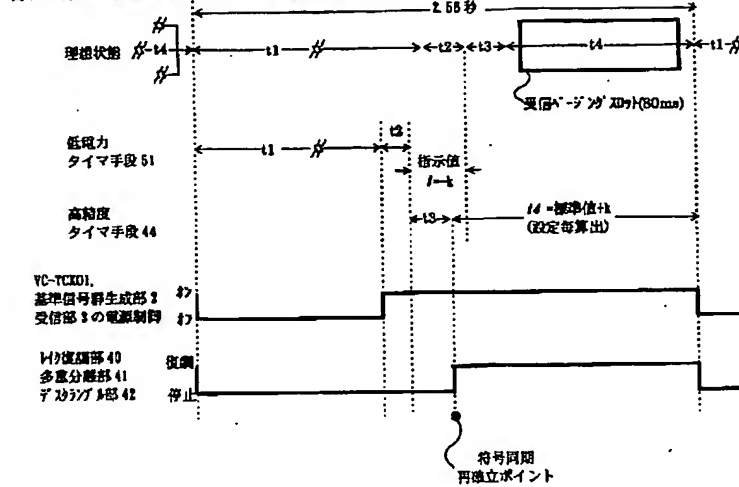 2.56秒
理想状態 t4 t1 t2 t3 t4 t1
受信ページングスロット(80ms)
低電力
タイマ手段 51
t1 t2
指示値
l=-k
高精度
タイマ手段 44
t3
t4 =標準値+k
(設定毎算出)
VC-TCXO1,
基準信号群生成部 2
受信部 3 の電源制御
オン
オフ
レイク復調部 40
多重分離部 41
デスクランブル部 42
復調
停止
符号同期
再確立ポイント